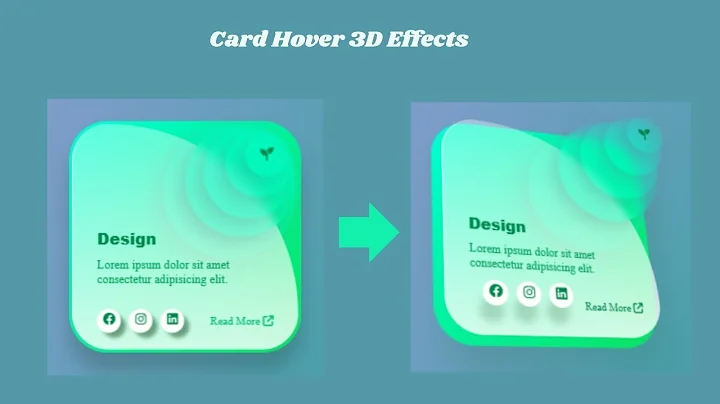 Card Hover 3D Effects
Design
Lorem ipsum dolor sit amet
consectetur adipisicing elit.
Read More
Design
Lorem ipsum dolor sit amet
consectetur adipisicing elit.
Read More